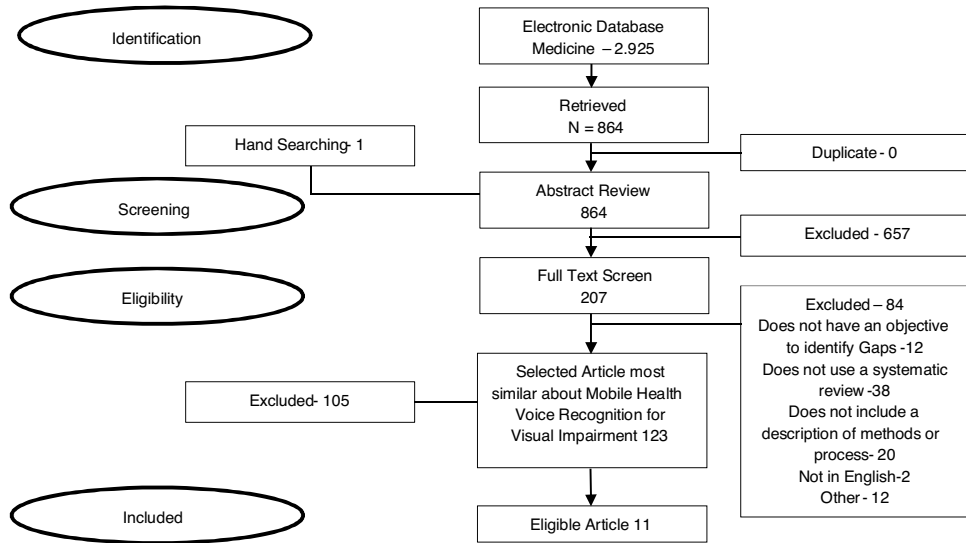 Identification
Electronic Database
Medicine – 2.925
Retrieved
N = 864
Hand Searching- 1
Duplicate - 0
Screening
Abstract Review
864
Excluded - 657
Eligibility
Full Text Screen
207
Excluded – 84
Does not have an objective
to identify Gaps -12
Does not use a systematic
review -38
Does not include a
description of methods or
process- 20
Not in English-2
Other - 12
Excluded- 105
Selected Article most
similar about Mobile Health
Voice Recognition for
Visual Impairment 123
Included
Eligible Article 11